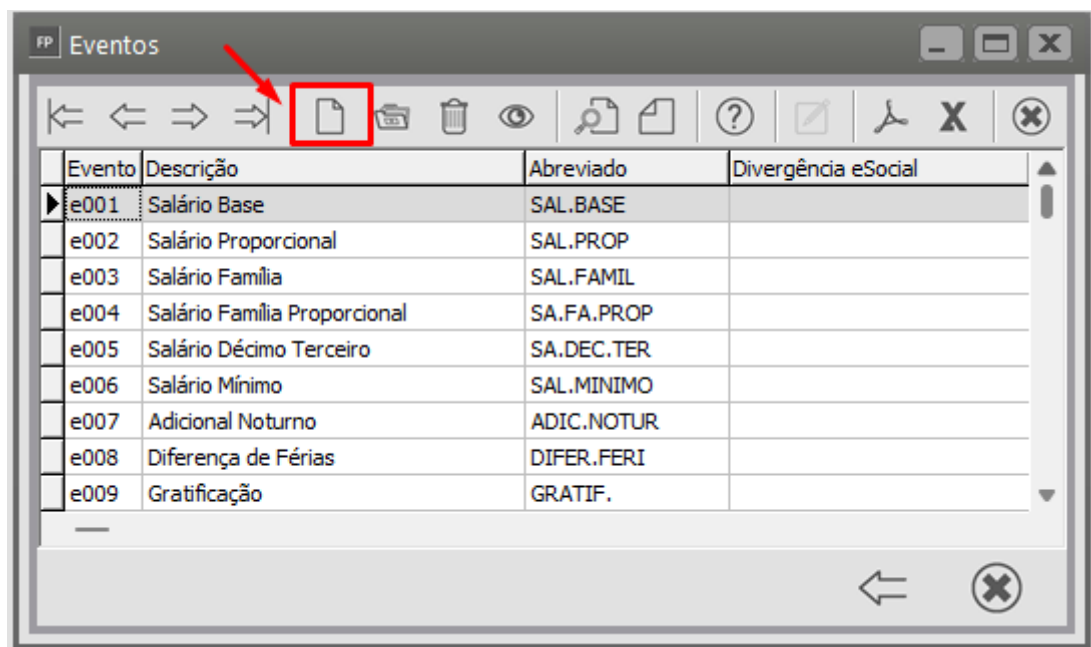 FP Eventos
Evento Descrição Abreviado Divergência eSocial
e001 Salário Base SAL.BASE
e002 Salário Proporcional SAL.PROP
e003 Salário Família SAL.FAMIL
e004 Salário Família Proporcional SA.FA.PROP
e005 Salário Décimo Terceiro SA.DEC.TER
e006 Salário Mínimo SAL.MINIMO
e007 Adicional Noturno ADIC.NOTUR
e008 Diferença de Férias DIFER.FERI
e009 Gratificação GRATIF.